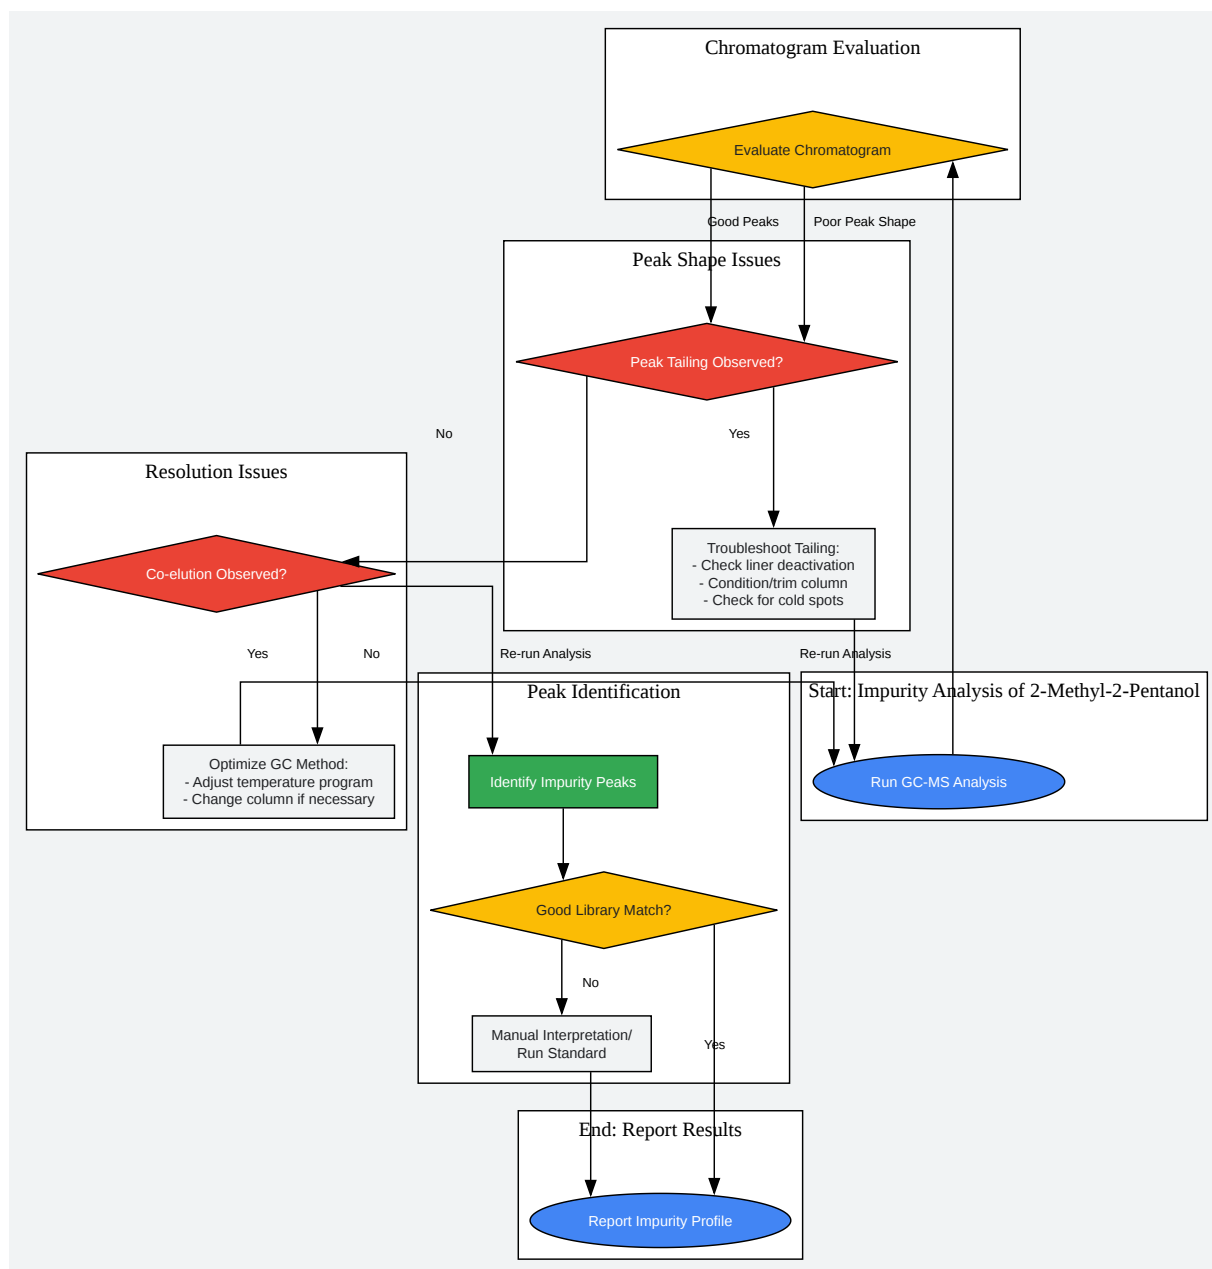 Chromatogram Evaluation
Evaluate Chromatogram
Good Peaks
Poor Peak Shape
Peak Shape Issues
Peak Tailing Observed?
No
Yes
Resolution Issues
Troubleshoot Tailing:
- Check liner deactivation
- Condition/trim column
- Check for cold spots
Co-elution Observed?
Yes
No
Re-run Analysis
Re-run Analysis
Peak Identification
Start: Impurity Analysis of 2-Methyl-2-Pentanol
Optimize GC Method:
- Adjust temperature program
- Change column if necessary
Identify Impurity Peaks
Run GC-MS Analysis
Good Library Match?
No
Manual Interpretation/
Run Standard
Yes
End: Report Results
Report Impurity Profile